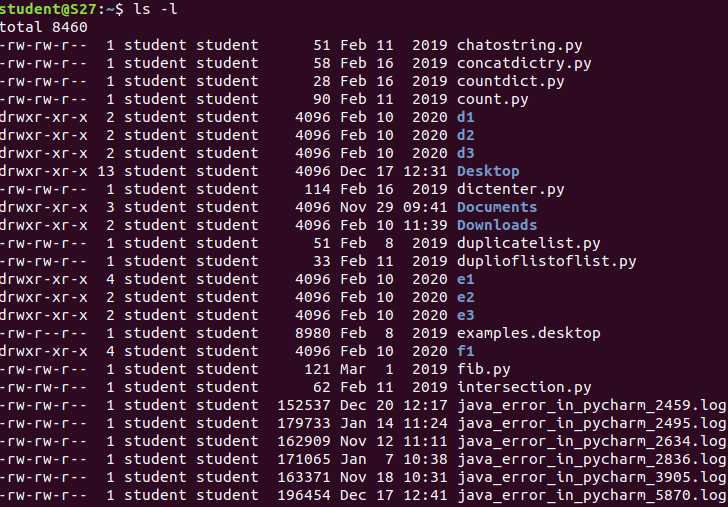 student@S27:~$ ls -l
total 8460
-rw-rw-r--  1 student student     51 Feb 11  2019 chatostring.py
-rw-rw-r--  1 student student     58 Feb 16  2019 concatdictry.py
-rw-rw-r--  1 student student     28 Feb 16  2019 countdict.py
-rw-rw-r--  1 student student     90 Feb 11  2019 count.py
drwxr-xr-x  2 student student   4096 Feb 10  2020 d1
drwxr-xr-x  2 student student   4096 Feb 10  2020 d2
drwxr-xr-x  2 student student   4096 Feb 10  2020 d3
drwxr-xr-x 13 student student   4096 Dec 17 12:31 Desktop
-rw-rw-r--  1 student student    114 Feb 16  2019 dictenter.py
drwxr-xr-x  3 student student   4096 Nov 29 09:41 Documents
drwxr-xr-x  2 student student   4096 Feb 10 11:39 Downloads
-rw-rw-r--  1 student student     51 Feb  8  2019 duplicatelist.py
-rw-rw-r--  1 student student     33 Feb 11  2019 duplioflistoflist.py
drwxr-xr-x  4 student student   4096 Feb 10  2020 e1
drwxr-xr-x  2 student student   4096 Feb 10  2020 e2
drwxr-xr-x  2 student student   4096 Feb 10  2020 e3
-rw-r--r--  1 student student   8980 Feb  8  2019 examples.desktop
drwxr-xr-x  4 student student   4096 Feb 10  2020 f1
-rw-rw-r--  1 student student    121 Mar  1  2019 fib.py
-rw-rw-r--  1 student student     62 Feb 11  2019 intersection.py
-rw-rw-r--  1 student student 152537 Dec 20 12:17 java_error_in_pycharm_2459.log
-rw-rw-r--  1 student student 179733 Jan 14 11:24 java_error_in_pycharm_2495.log
-rw-rw-r--  1 student student 162909 Nov 12 11:11 java_error_in_pycharm_2634.log
-rw-rw-r--  1 student student 171065 Jan  7 10:38 java_error_in_pycharm_2836.log
-rw-rw-r--  1 student student 163371 Nov 18 10:31 java_error_in_pycharm_3905.log
-rw-rw-r--  1 student student 196454 Dec 17 12:41 java_error_in_pycharm_5870.log